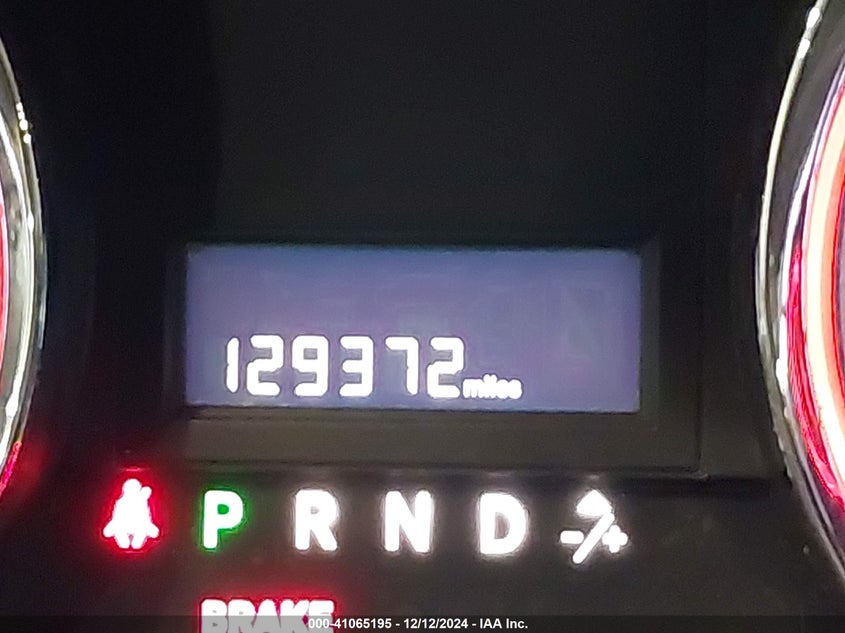 129372 miles
P R N D -/+
BRAKE
000-41065195 - 12/12/2024 - IAA Inc.